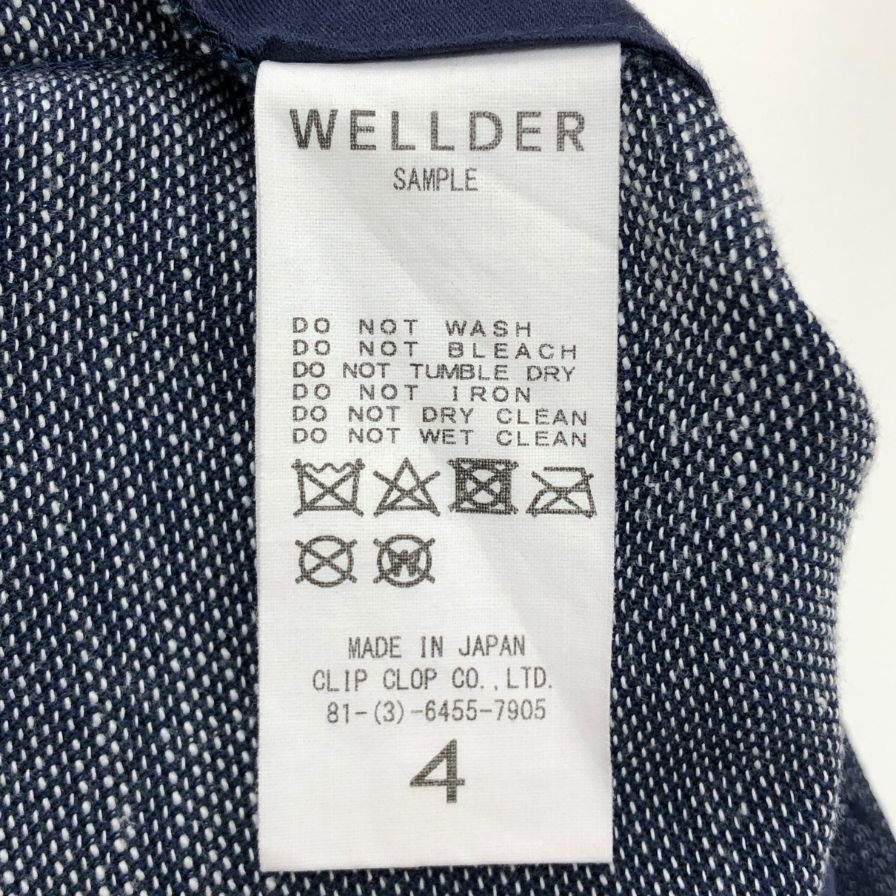 WELLDER
SAMPLE
DO NOT WASH
DO NOT BLEACH
DO NOT TUMBLE DRY
DO NOT IRON
DO NOT DRY CLEAN
DO NOT WET CLEAN
W
MADE IN JAPAN
CLIP CLOP CO.,LTD.
81-(3)-6455-7905
4